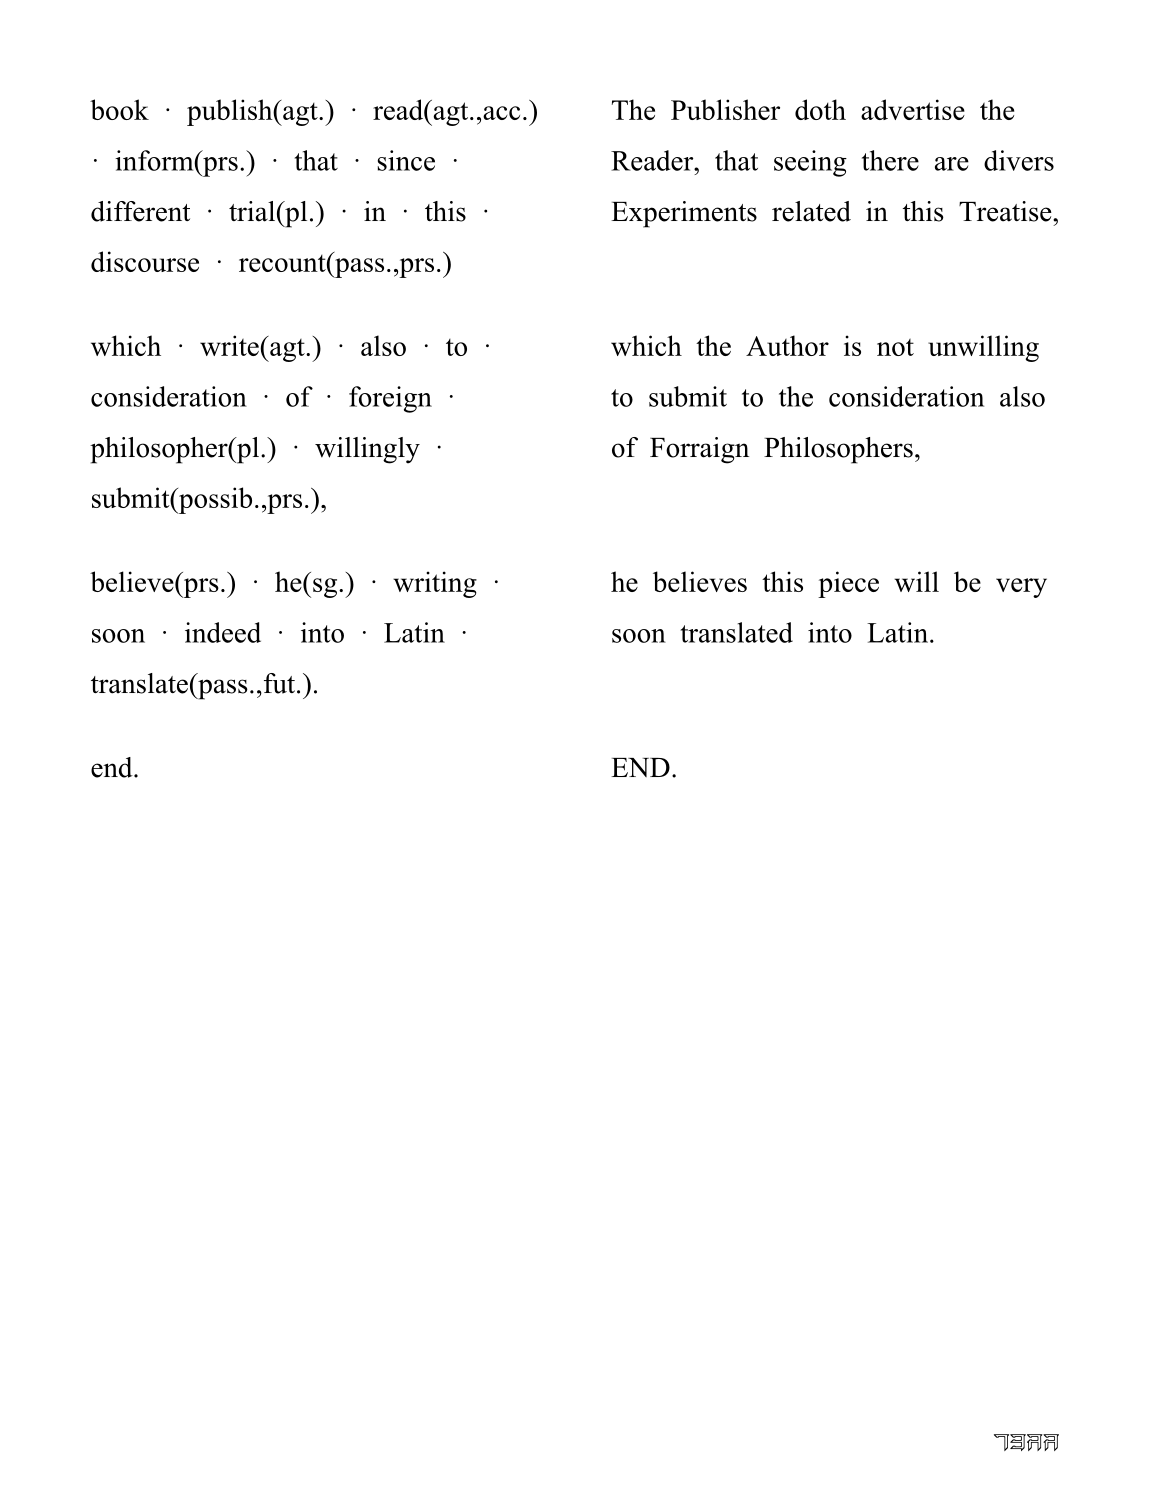 book · publish(agt.) · read(agt.,acc.)
· inform(prs.) · that · since ·
different · trial(pl.) · in · this ·
discourse · recount(pass.,prs.)
which · write(agt.) · also · to ·
consideration · of · foreign ·
philosopher(pl.) · willingly ·
submit(possib.,prs.),
believe(prs.) · he(sg.) · writing ·
soon · indeed · into · Latin ·
translate(pass.,fut.).
end.
The Publisher doth advertise the
Reader, that seeing there are divers
Experiments related in this Treatise,
which the Author is not unwilling
to submit to the consideration also
of Forraign Philosophers,
he believes this piece will be very
soon translated into Latin.
END.